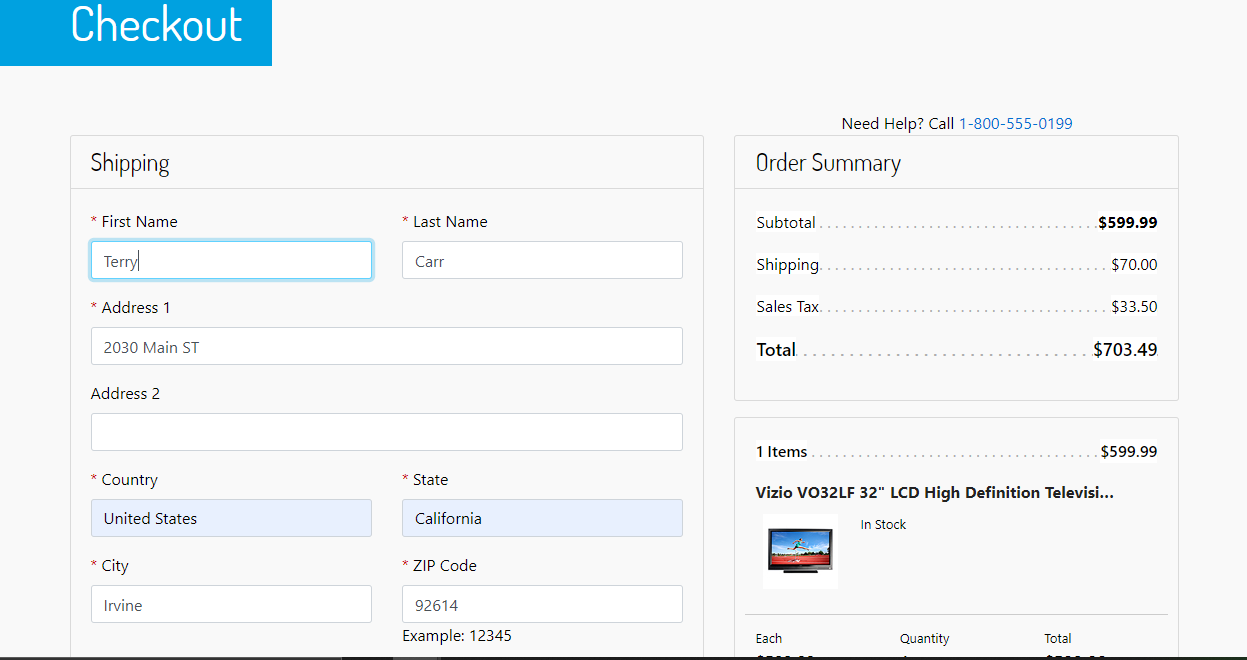 Checkout
Need Help? Call 1-800-555-0199
Shipping
* First Name
* Last Name
Terry
Carr
* Address 1
2030 Main ST
Address 2
* Country
* State
United States
California
* City
* ZIP Code
Irvine
92614
Example: 12345
Order Summary
Subtotal $599.99
Shipping $70.00
Sales Tax $33.50
Total $703.49
1 Items $599.99
Vizio VO32LF 32" LCD High Definition Televisi...
In Stock
Each Quantity Total